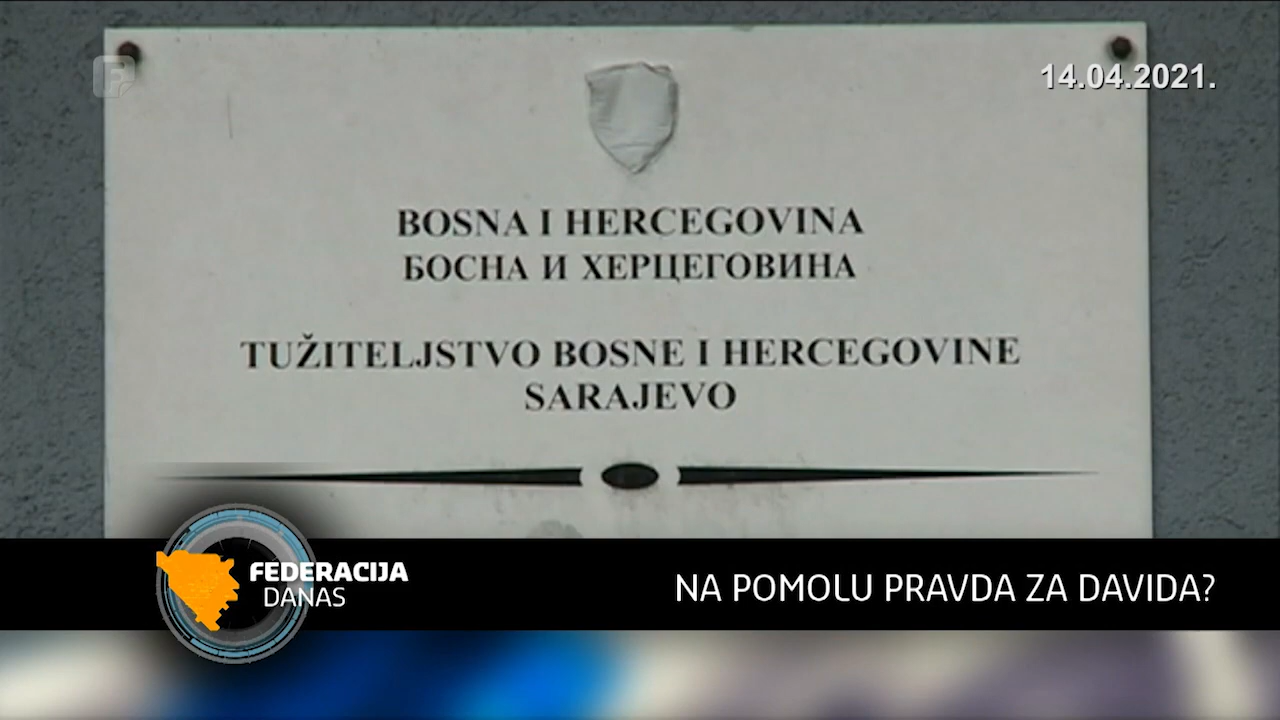 F
14.04.2021.
BOSNA I HERCEGOVINA
БОСНА И ХЕРЦЕГОВИНА
TUŽITELJSTVO BOSNE I HERCEGOVINE
SARAJEVO
FEDERACIJA
DANAS
NA POMOLU PRAVDA ZA DAVIDA?